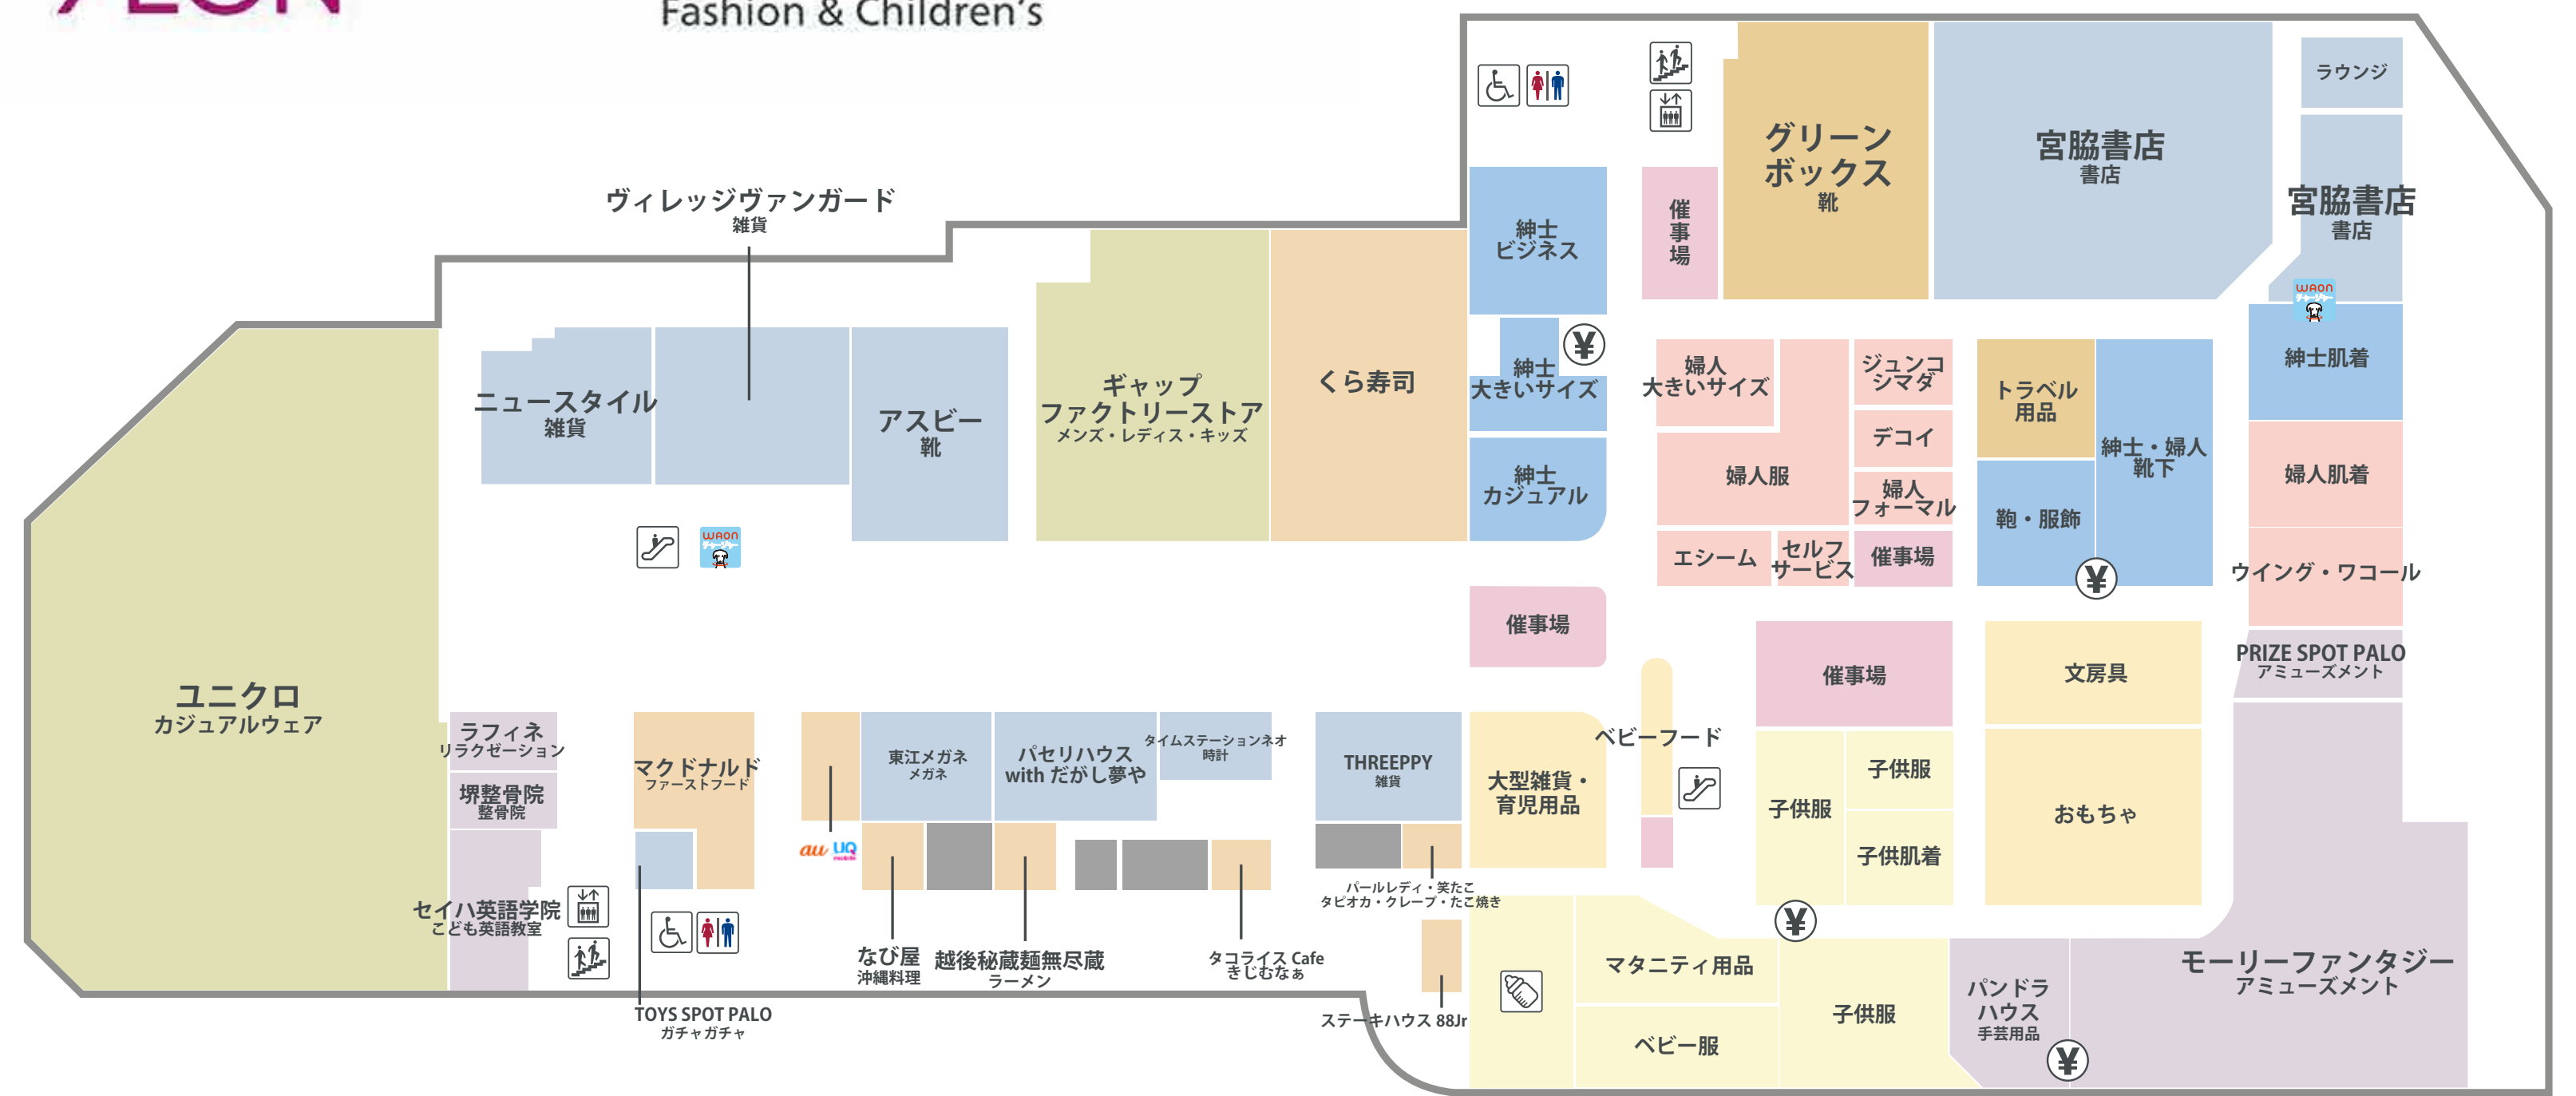 AEON
Fashion & Children's
ラウンジ
グリーン
ボックス
靴
宮脇書店
書店
宮脇書店
書店
ヴィレッジヴァンガード
雑貨
紳士
ビジネス
催
事
場
WAON
チャージャー
ニュースタイル
雑貨
アスビー
靴
ギャップ
ファクトリーストア
メンズ・レディス・キッズ
くら寿司
紳士
大きいサイズ
¥
婦人
大きいサイズ
ジュンコ
シマダ
デコイ
婦人服
婦人
フォーマル
エシーム
セルフ
サービス
催事場
トラベル
用品
紳士・婦人
靴下
鞄・服飾
¥
紳士肌着
婦人肌着
ウイング・ワコール
紳士
カジュアル
WAON
チャージャー
催事場
催事場
文房具
PRIZE SPOT PALO
アミューズメント
ユニクロ
カジュアルウェア
ラフィネ
リラクゼーション
堺整骨院
整骨院
セイハ英語学院
こども英語教室
マクドナルド
ファーストフード
東江メガネ
メガネ
パセリハウス
with だがし夢や
タイムステーションネオ
時計
THREEPPY
雑貨
大型雑貨・
育児用品
ベビーフード
子供服
子供服
子供肌着
おもちゃ
au UQ
mobile
パールレディ・笑たこ
タピオカ・クレープ・たこ焼き
なび屋
沖縄料理
越後秘蔵麺無尽蔵
ラーメン
タコライス Cafe
きじむなぁ
¥
TOYS SPOT PALO
ガチャガチャ
ステーキハウス 88Jr
マタニティ用品
ベビー服
子供服
パンドラ
ハウス
手芸用品
¥
モーリーファンタジー
アミューズメント